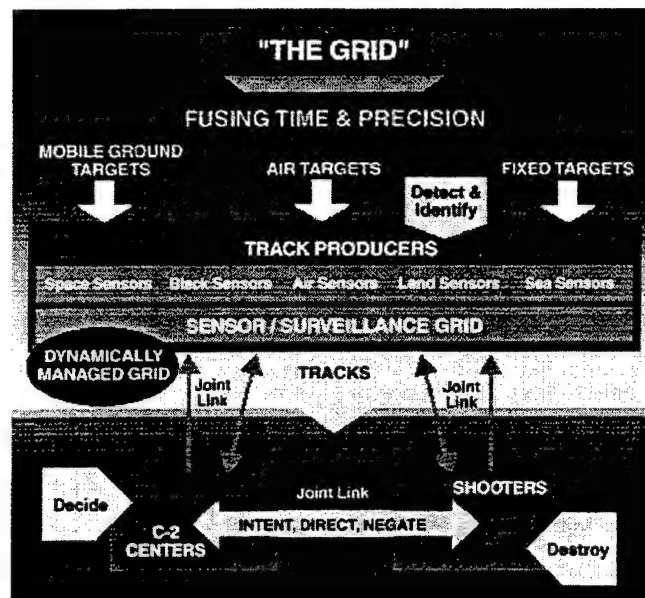 "THE GRID"
FUSING TIME & PRECISION
MOBILE GROUND
TARGETS
AIR TARGETS
FIXED TARGETS
Detect &
Identify
TRACK PRODUCERS
Space Sensors Black Sensors Air Sensors Land Sensors Sea Sensors
SENSOR / SURVEILLANCE GRID
DYNAMICALLY
MANAGED GRID
Joint
Link
TRACKS
Joint
Link
Decide
C-2
CENTERS
Joint Link
INTENT, DIRECT, NEGATE
SHOOTERS
Destroy